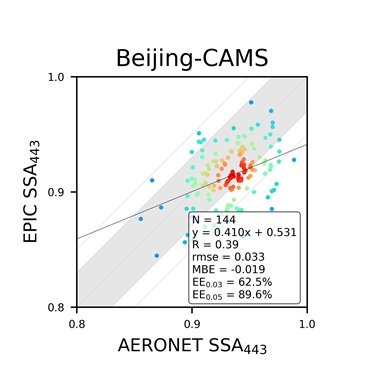 Beijing-CAMS
1.0
0.9
0.8
EPIC SSA443
N = 144
y = 0.410x + 0.531
R = 0.39
rmse = 0.033
MBE = -0.019
EE0.03 = 62.5%
EE0.05 = 89.6%
0.8 0.9 1.0
AERONET SSA443